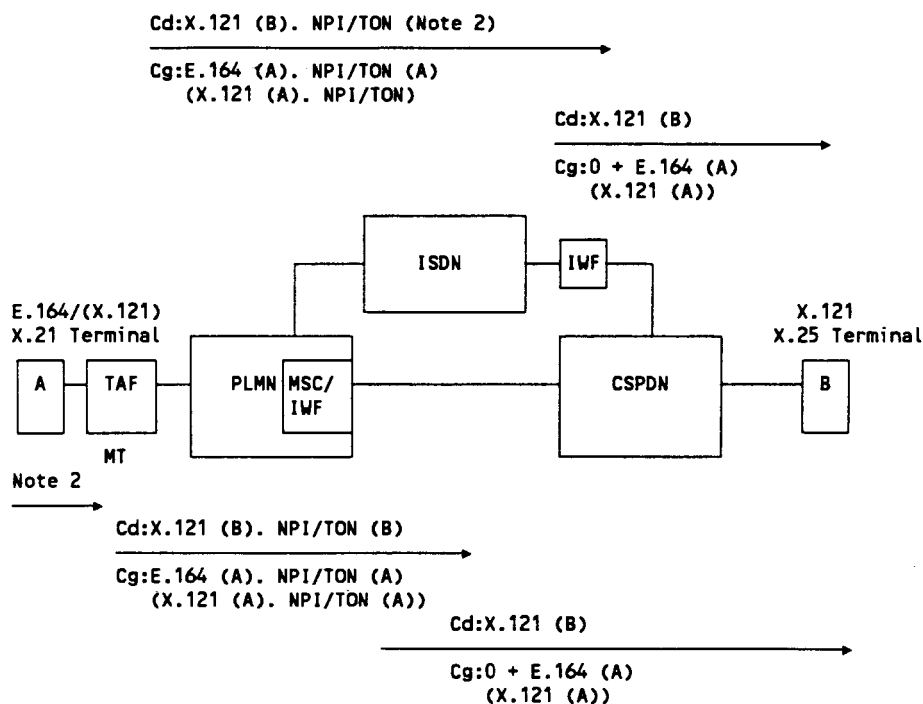 Cd:X.121 (B). NPI/TON (Note 2)
Cg:E.164 (A). NPI/TON (A)
(X.121 (A). NPI/TON)
Cd:X.121 (B)
Cg:0 + E.164 (A)
(X.121 (A))
ISDN
IWF
E.164/(X.121)
X.21 Terminal
X.121
X.25 Terminal
A
TAF
PLMN
MSC/
IWF
CSPDN
B
MT
Note 2
Cd:X.121 (B). NPI/TON (B)
Cg:E.164 (A). NPI/TON (A)
(X.121 (A). NPI/TON (A))
Cd:X.121 (B)
Cg:0 + E.164 (A)
(X.121 (A))